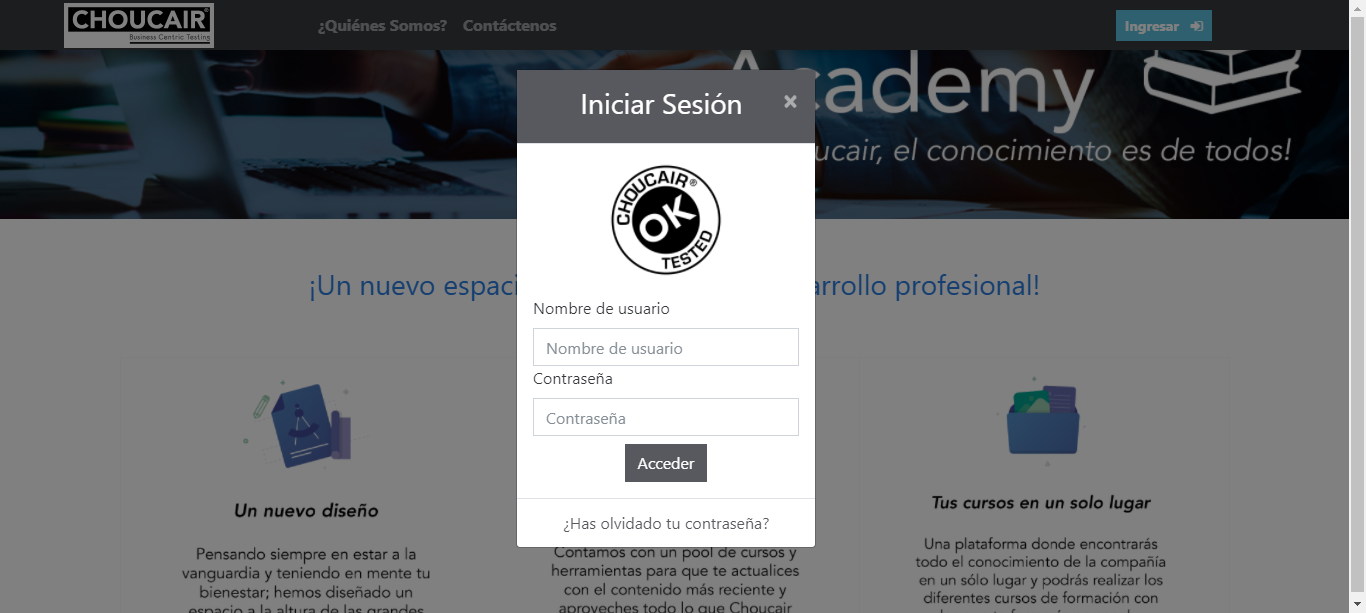 CHOUCAIR®
Business Centric Testing
¿Quiénes Somos?
Contáctenos
Ingresar
Academy
ucair, el conocimiento es de todos!
Iniciar Sesión
×
CHOUCAIR®
OK
TESTED
¡Un nuevo espaci
arrollo profesional!
Nombre de usuario
Nombre de usuario
Contraseña
Contraseña
Acceder
¿Has olvidado tu contraseña?
Un nuevo diseño
Pensando siempre en estar a la
vanguardia y teniendo en mente tu
bienestar; hemos diseñado un
espacio a la altura de las grandes
Contamos con un pool de cursos y
herramientas para que te actualices
con el contenido más reciente y
aproveches todo lo que Choucair
Tus cursos en un solo lugar
Una plataforma donde encontrarás
todo el conocimiento de la compañía
en un sólo lugar y podrás realizar los
diferentes cursos de formación con